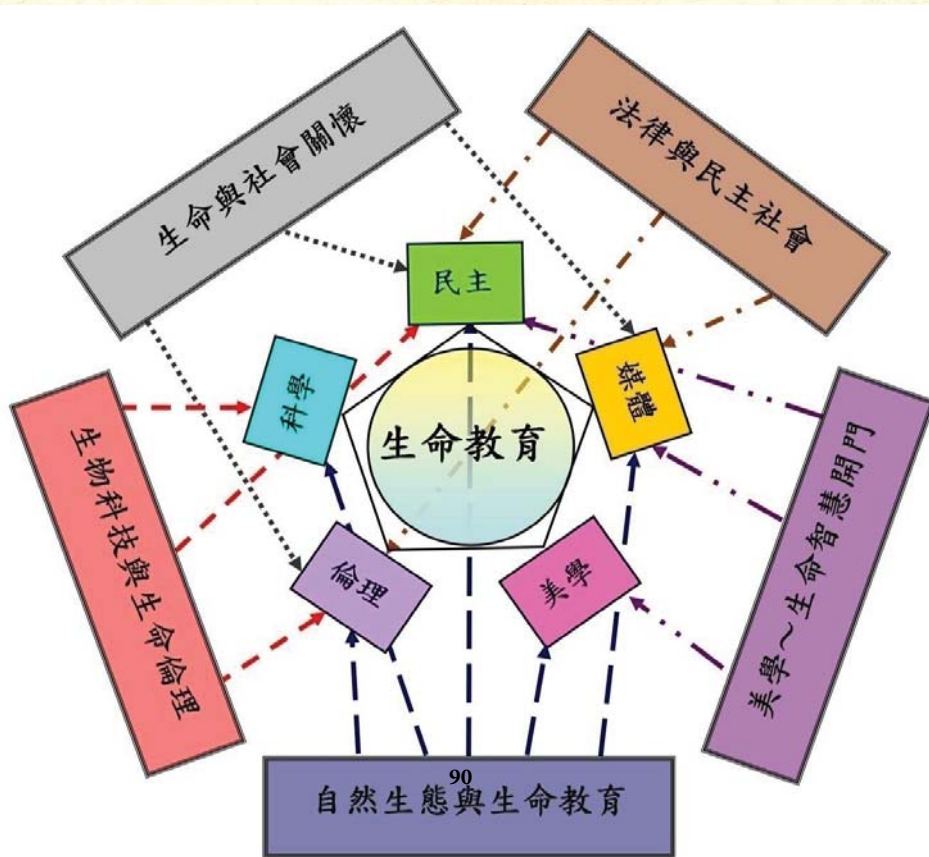 生命與社會關懷
法律與民主社會
民主
科學
媒體
生命教育
倫理
美學
生物科技與生命倫理
美學～生命智慧開門
90
自然生態與生命教育